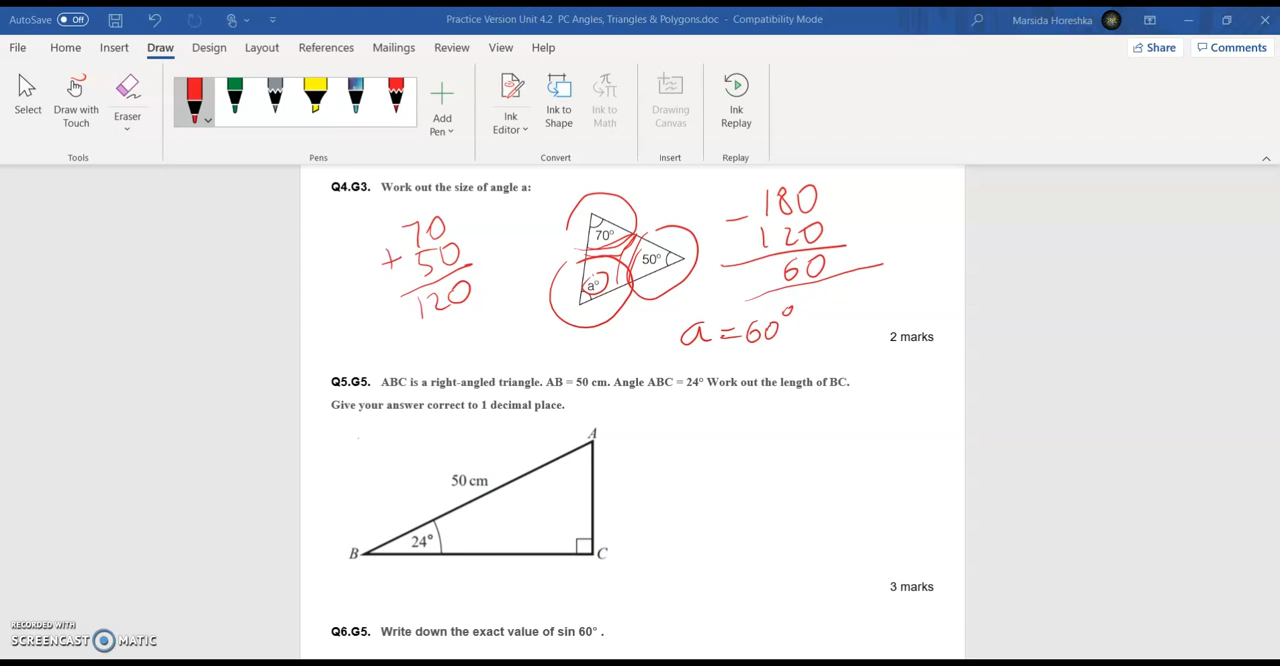 AutoSave Off
Practice Version Unit 4.2 PC Angles, Triangles & Polygons.doc - Compatibility Mode
Marsida Horeshka
File Home Insert Draw Design Layout References Mailings Review View Help
Share Comments
Select
Draw with Touch
Eraser
Add Pen
Ink Editor
Ink to Shape
Ink to Math
Drawing Canvas
Ink Replay
Tools Pens Convert Insert Replay
Q4.G3. Work out the size of angle a:
70
+ 50
120
70°
50°
a°
- 180
120
60
a = 60°
2 marks
Q5.G5. ABC is a right-angled triangle. AB = 50 cm. Angle ABC = 24° Work out the length of BC.
Give your answer correct to 1 decimal place.
A
50 cm
24°
B
C
3 marks
RECORDED WITH
SCREENCAST MATIC
Q6.G5. Write down the exact value of sin 60° .